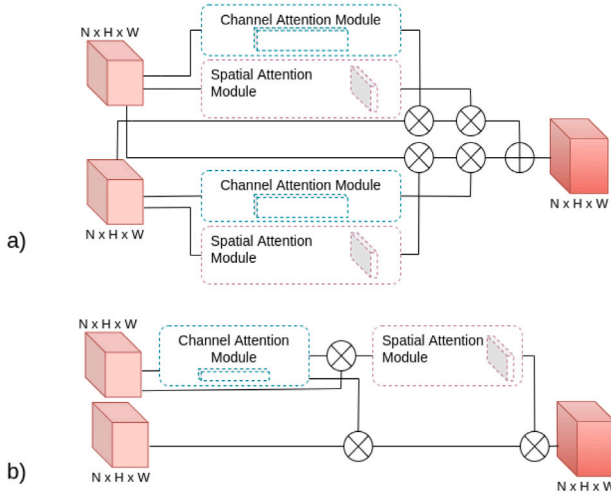 Channel Attention Module
N x H x W
Spatial Attention
Module
N x H x W
Channel Attention Module
N x H x W
a)
Spatial Attention
Module
N x H x W
Channel Attention
Module
Spatial Attention
Module
b)
N x H x W
N x H x W